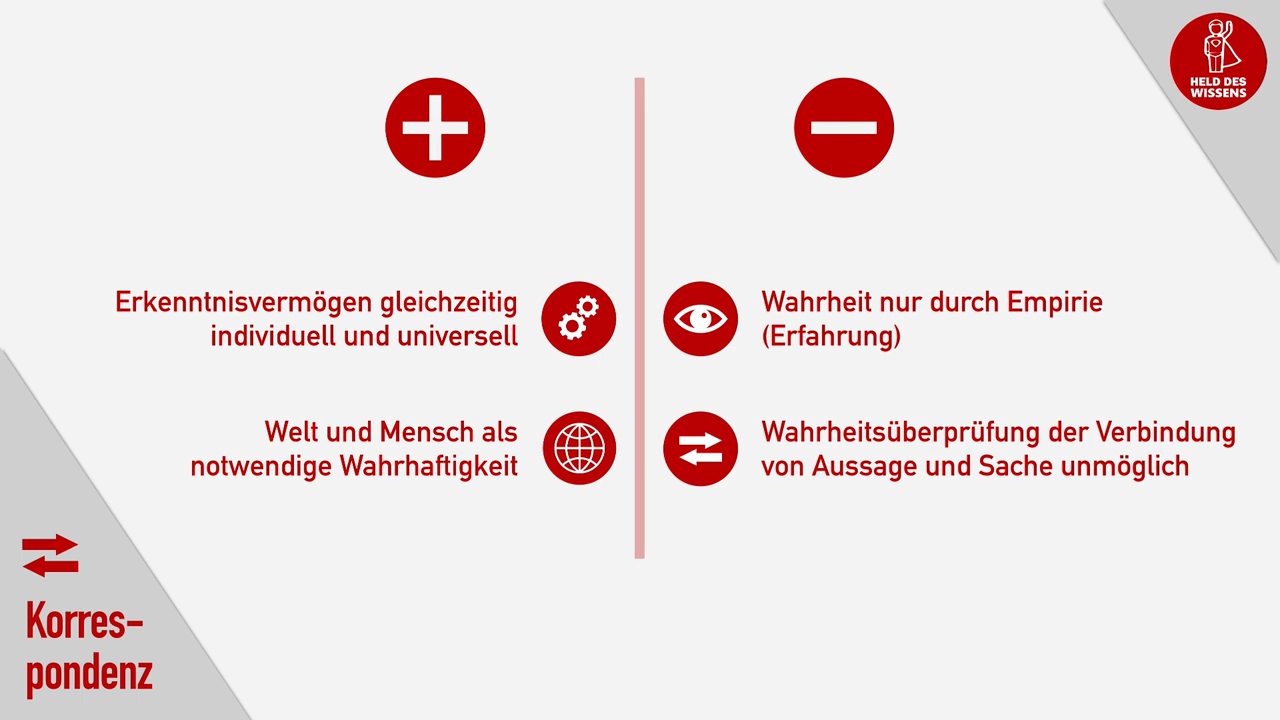 HELD DES
WISSENS
Erkenntnisvermögen gleichzeitig
individuell und universell
Welt und Mensch als
notwendige Wahrhaftigkeit
Wahrheit nur durch Empirie
(Erfahrung)
Wahrheitsüberprüfung der Verbindung
von Aussage und Sache unmöglich
Korres-
pondenz